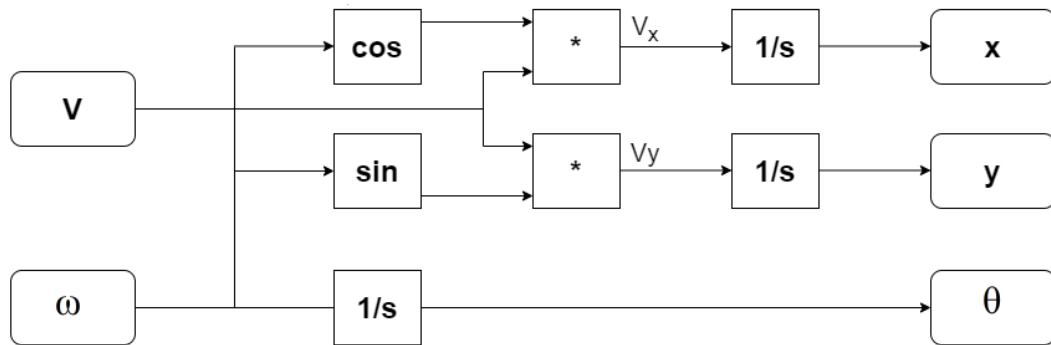 cos
*
Vx
1/s
x
V
sin
*
Vy
1/s
y
ω
1/s
θ